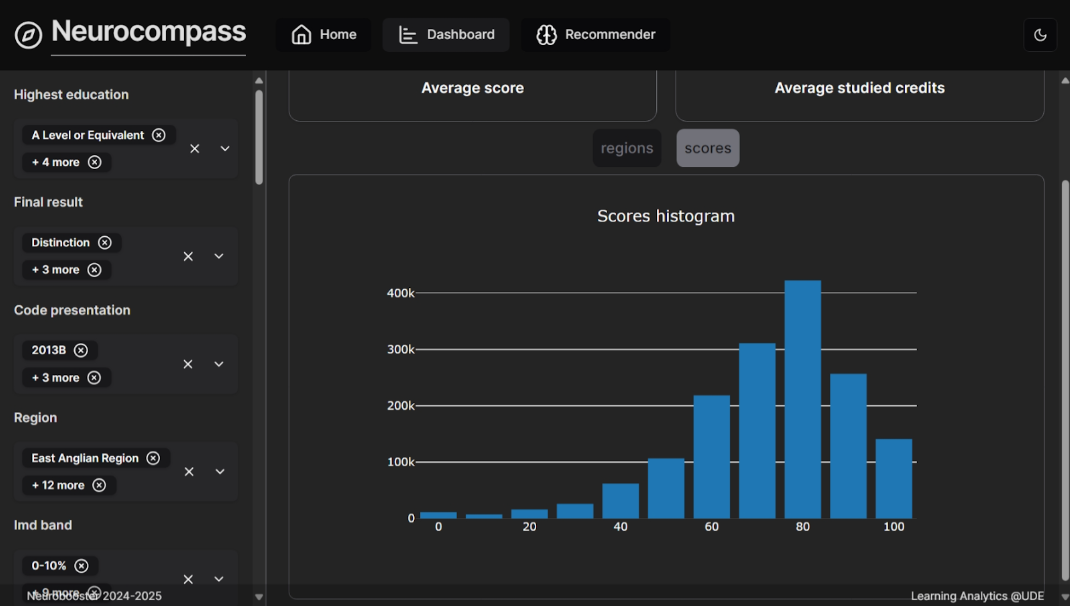 Neurocompass
Home
Dashboard
Recommender
Highest education
A Level or Equivalent
+ 4 more
Final result
Distinction
+ 3 more
Code presentation
2013B
+ 3 more
Region
East Anglian Region
+ 12 more
Imd band
0-10%
+ 9 more
Average score
Average studied credits
regions
scores
Scores histogram
400k
300k
200k
100k
0
0 20 40 60 80 100
Neurobooster 2024-2025
Learning Analytics @UDE